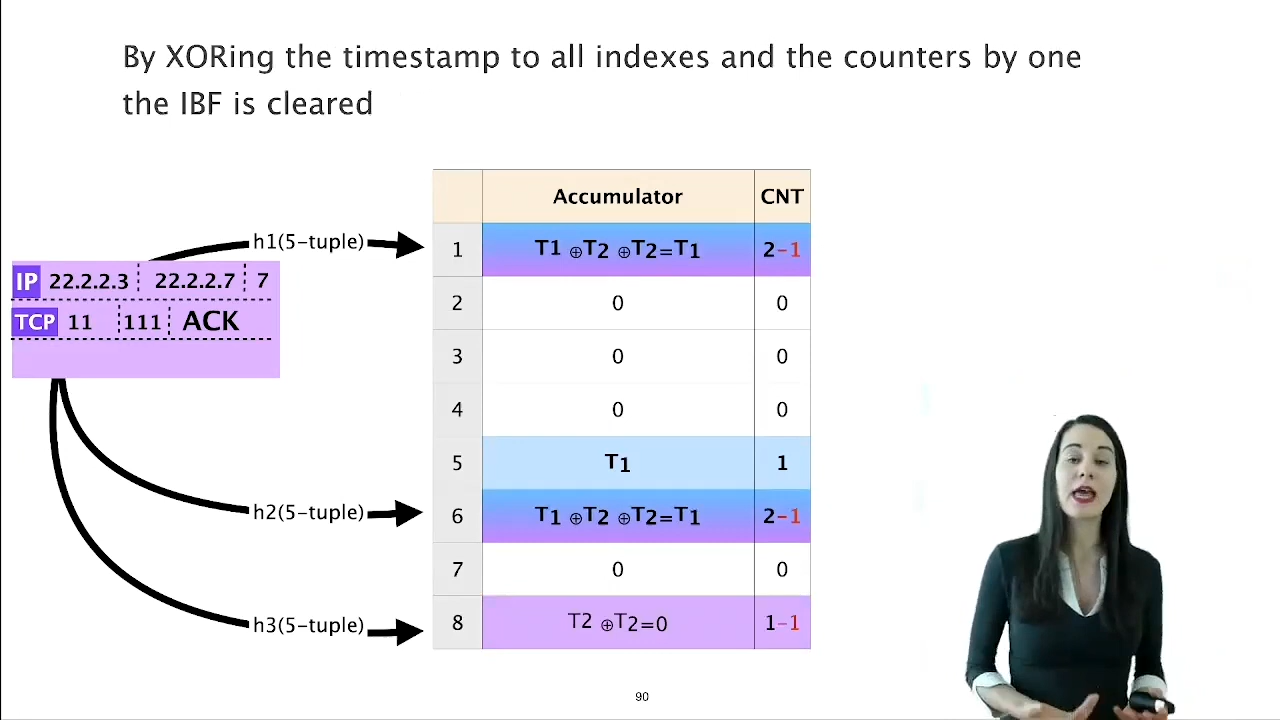 By XORing the timestamp to all indexes and the counters by one
the IBF is cleared
Accumulator CNT
h1(5-tuple) 1 T1 ⊕T2 ⊕T2=T1 2-1
IP 22.2.2.3 22.2.2.7 7
TCP 11 111 ACK
2 0 0
3 0 0
4 0 0
5 T1 1
h2(5-tuple) 6 T1 ⊕T2 ⊕T2=T1 2-1
7 0 0
h3(5-tuple) 8 T2 ⊕T2=0 1-1
90